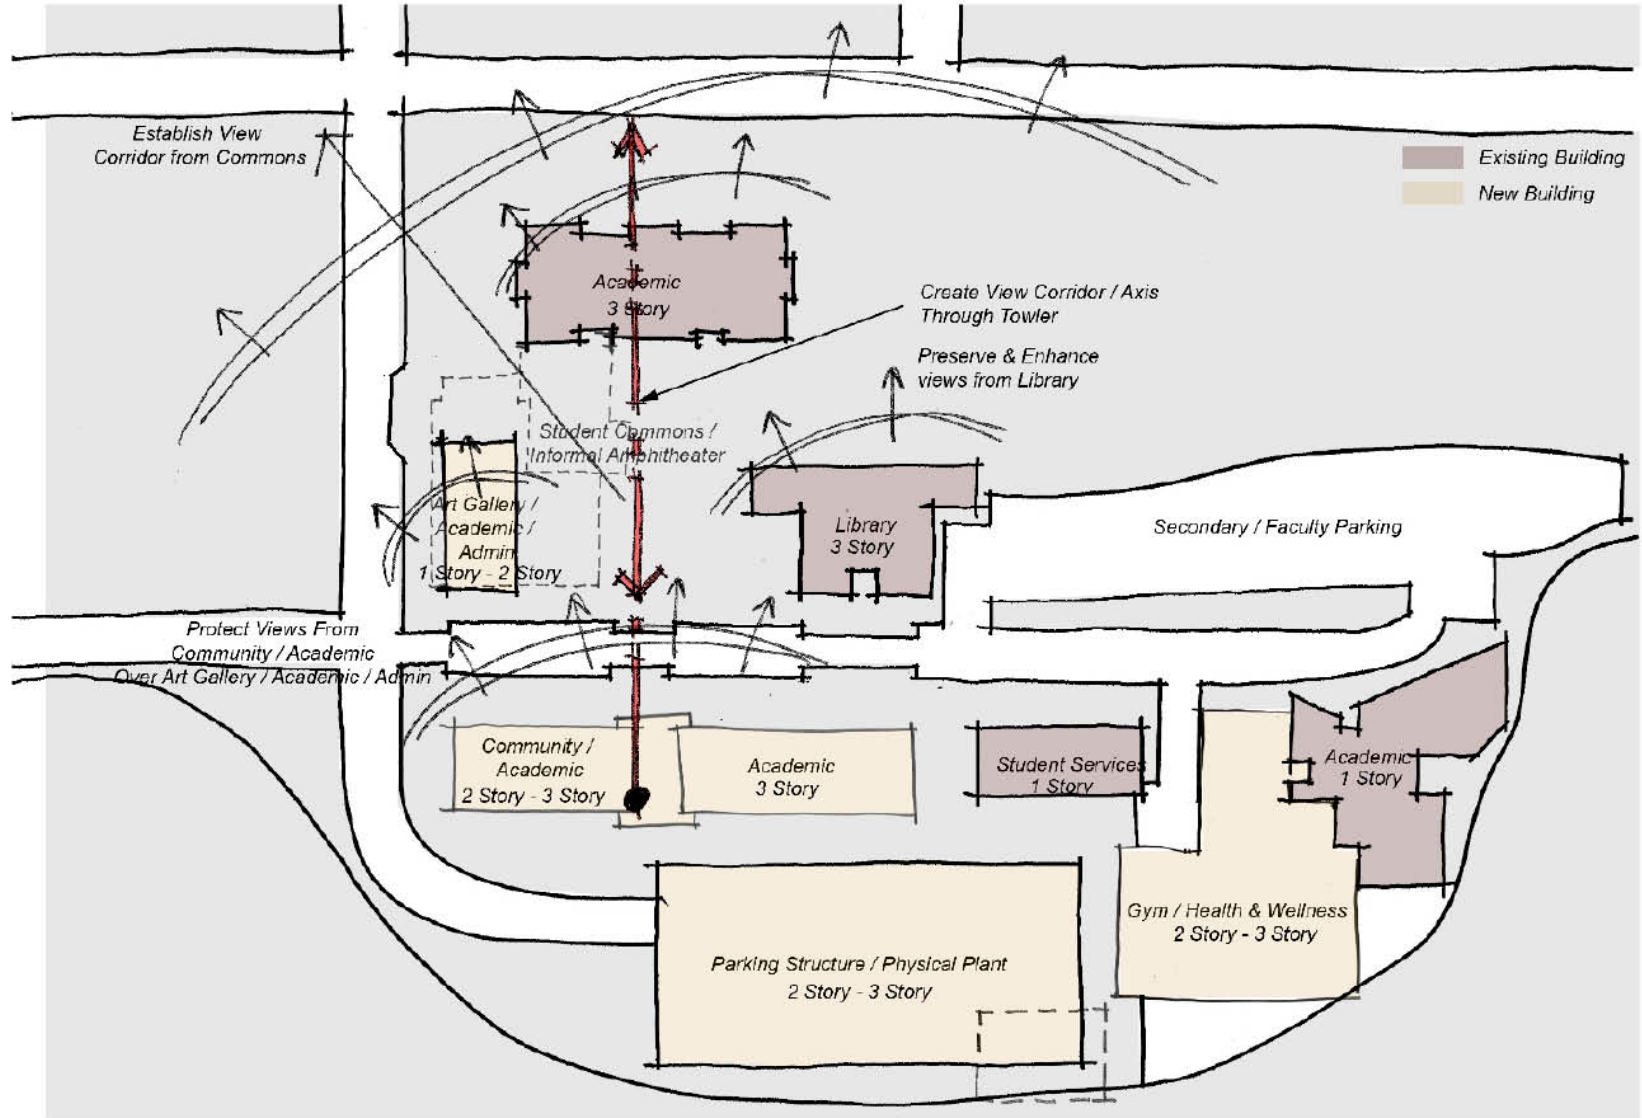 Establish View
Corridor from Commons
Existing Building
New Building
Academic
3 Story
Create View Corridor / Axis
Through Towler
Preserve & Enhance
views from Library
Student Commons /
Informal Amphitheater
Art Gallery /
Academic /
Admin
1 Story - 2 Story
Library
3 Story
Secondary / Faculty Parking
Protect Views From
Community / Academic
Over Art Gallery / Academic / Admin
Community /
Academic
2 Story - 3 Story
Academic
3 Story
Student Services
1 Story
Academic
1 Story
Gym / Health & Wellness
2 Story - 3 Story
Parking Structure / Physical Plant
2 Story - 3 Story